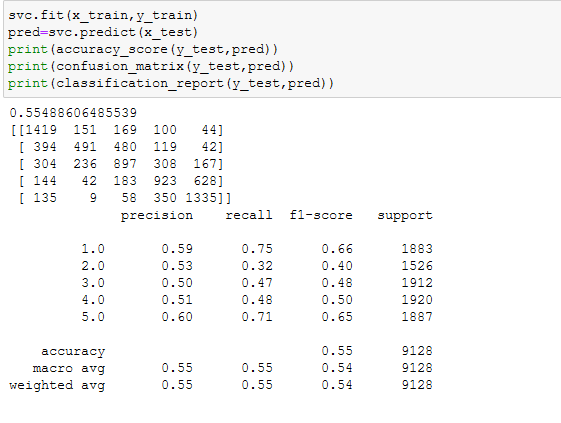 svc.fit(x_train,y_train)
pred=svc.predict(x_test)
print(accuracy_score(y_test,pred))
print(confusion_matrix(y_test,pred))
print(classification_report(y_test,pred))
0.55488606485539
[[1419 151 169 100 44]
[ 394 491 480 119 42]
[ 304 236 897 308 167]
[ 144 42 183 923 628]
[ 135 9 58 350 1335]]
precision recall f1-score support
1.0 0.59 0.75 0.66 1883
2.0 0.53 0.32 0.40 1526
3.0 0.50 0.47 0.48 1912
4.0 0.51 0.48 0.50 1920
5.0 0.60 0.71 0.65 1887
accuracy 0.55 9128
macro avg 0.55 0.55 0.54 9128
weighted avg 0.55 0.55 0.54 9128